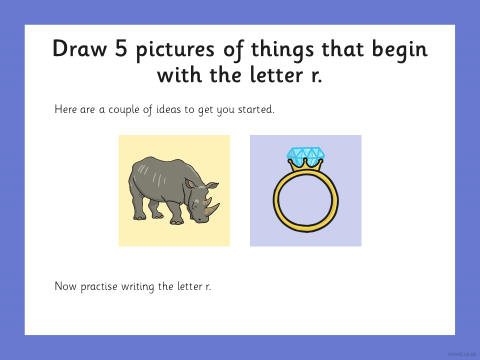 Draw 5 pictures of things that begin
with the letter r.
Here are a couple of ideas to get you started.
Now practise writing the letter r.